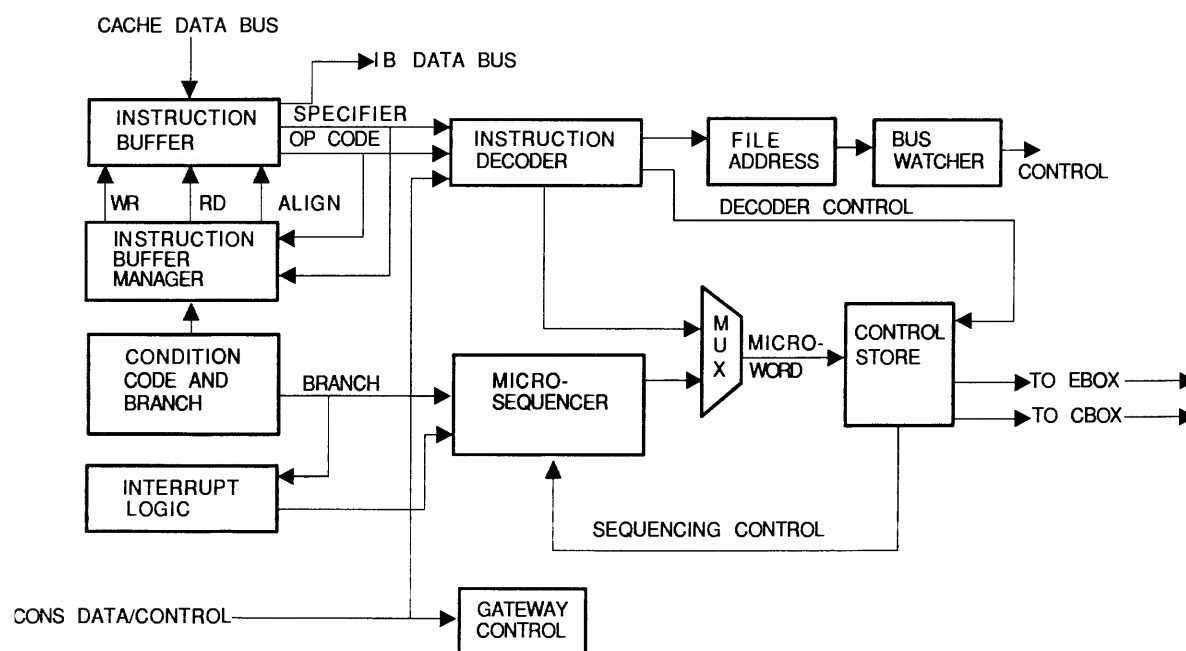 CACHE DATA BUS
IB DATA BUS
INSTRUCTION
BUFFER
SPECIFIER
OP CODE
INSTRUCTION
DECODER
FILE
ADDRESS
BUS
WATCHER
CONTROL
WR
RD
ALIGN
DECODER CONTROL
INSTRUCTION
BUFFER
MANAGER
MUX
MICRO-
WORD
CONTROL
STORE
CONDITION
CODE AND
BRANCH
BRANCH
MICRO-
SEQUENCER
TO EBOX
TO CBOX
INTERRUPT
LOGIC
SEQUENCING CONTROL
CONS DATA/CONTROL
GATEWAY
CONTROL